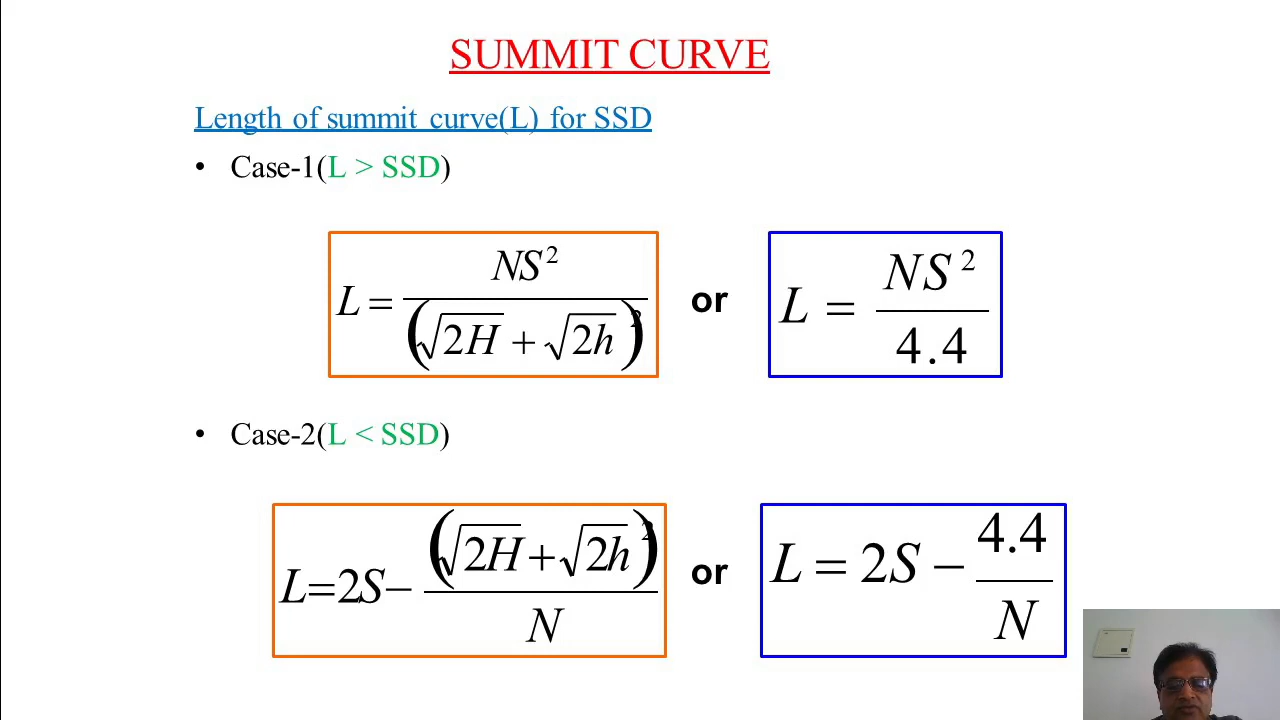 SUMMIT CURVE
Length of summit curve(L) for SSD
• Case-1(L > SSD)
L = NS² / (√2H + √2h)² or L = NS² / 4.4
• Case-2(L < SSD)
L=2S− (√2H+√2h)² / N or L = 2S − 4.4 / N